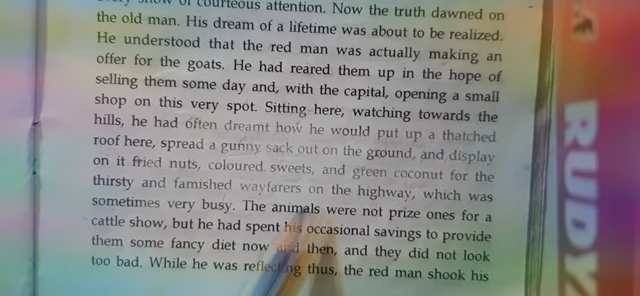 courteous attention. Now the truth dawned on
the old man. His dream of a lifetime was about to be realized.
He understood that the red man was actually making an
offer for the goats. He had reared them up in the hope of
selling them some day and, with the capital, opening a small
shop on this very spot. Sitting here, watching towards the
hills, he had often dreamt how he would put up a thatched
roof here, spread a gunny sack out on the ground, and display
on it fried nuts, coloured sweets, and green coconut for the
thirsty and famished wayfarers on the highway, which was
sometimes very busy. The animals were not prize ones for a
cattle show, but he had spent his occasional savings to provide
them some fancy diet now and then, and they did not look
too bad. While he was reflecting thus, the red man shook his
RUDY